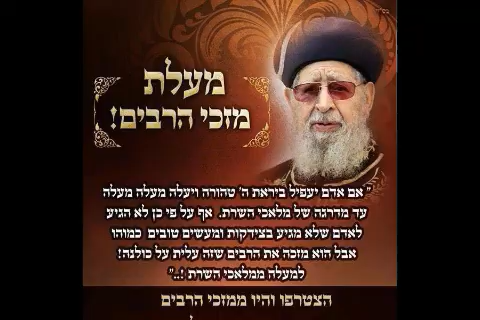 מעלת
מזכי הרבים!
"אם אדם יעפיל ביראת ה' טהורה ויעלה מעלה מעלה
עד מדרגה של מלאכי השרת. אף על פי כן לא הגיע
לאדם שלא מגיע בצידקות ומעשים טובים כמוהו
אבל הוא מזכה את הרבים שזה עלית על כולנה!
למעלה ממלאכי השרת !.."
הצטרפו והיו ממזכי הרבים